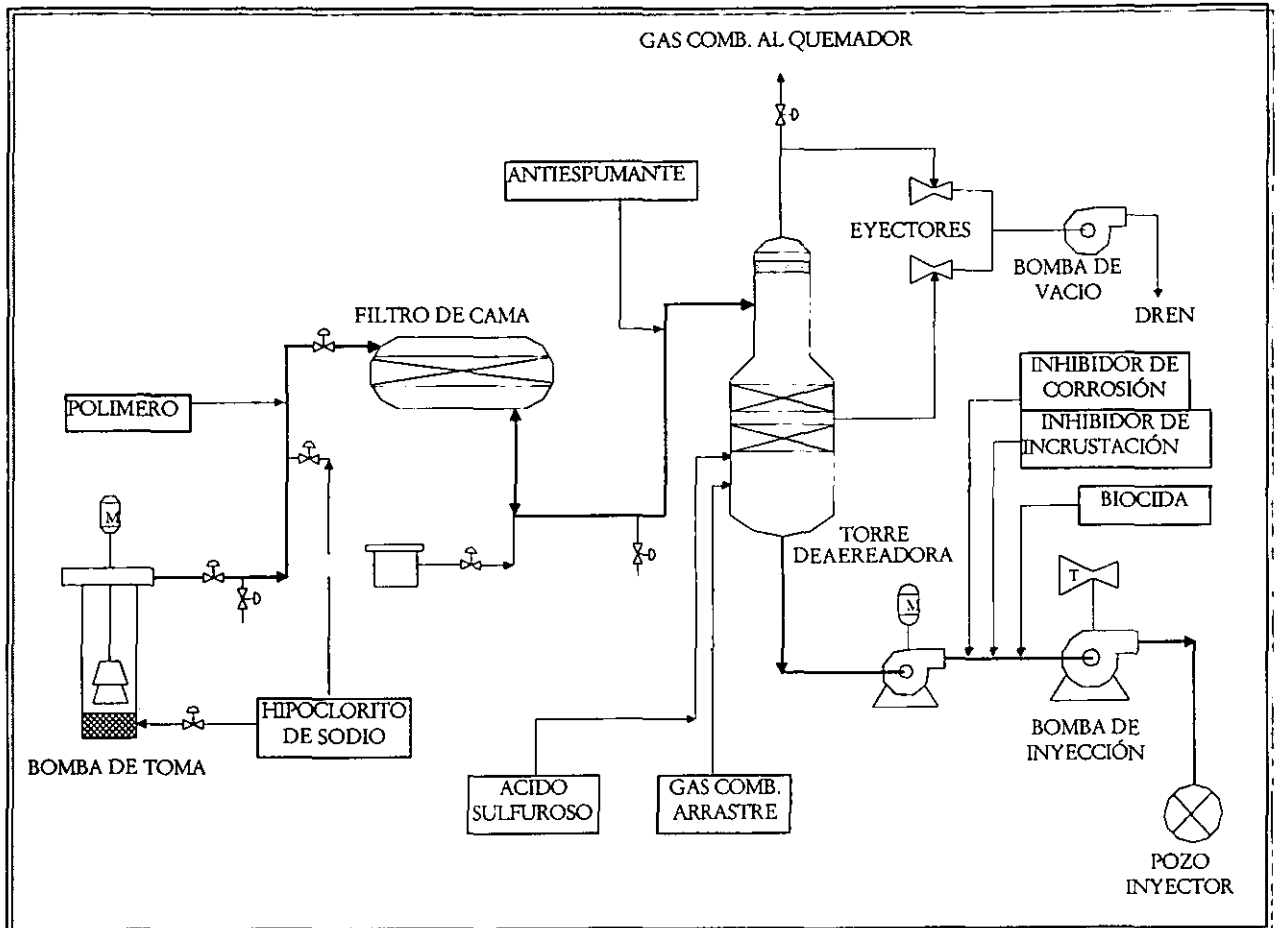 GAS COMB. AL QUEMADOR
ANTIESPUMANTE
EYECTORES
BOMBA DE
VACIO
DREN
FILTRO DE CAMA
POLIMERO
INHIBIDOR DE
CORROSIÓN
INHIBIDOR DE
INCRUSTACIÓN
BIOCIDA
M
TORRE
DEAEREADORA
M
T
HIPOCLORITO
DE SODIO
BOMBA DE TOMA
BOMBA DE
INYECCIÓN
ACIDO
SULFUROSO
GAS COMB.
ARRASTRE
POZO
INYECTOR